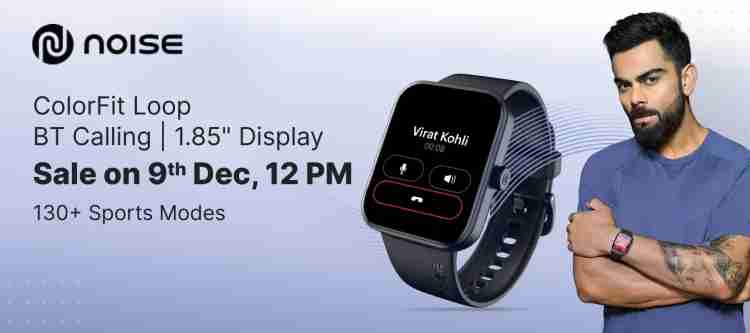 NOISE
ColorFit Loop
BT Calling | 1.85" Display
Sale on 9th Dec, 12 PM
130+ Sports Modes
Virat Kohli
00:08